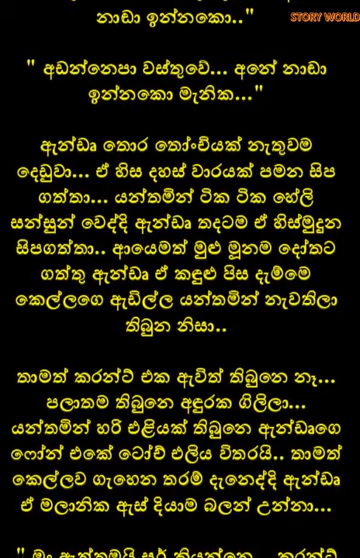 නාඬා ඉන්නකො.."
STORY WORLD
" අඩන්නෙපා වස්තුවේ... අනේ නාඬා
ඉන්නකො මැනික..."
ඇන්ඩෘ තොර තෝංචියක් නැතුවම
දෙඩුවා... ඒ හිස දහස් වාරයක් පමන සිප
ගත්තා... යන්තමින් ටික ටික හේලි
සන්සුන් වෙද්දි ඇන්ඩෘ තදටම ඒ හිස්මුදුන
සිපගත්තා.. ආයෙමත් මුළු මූනම දෝතට
ගත්තු ඇන්ඩෘ ඒ කඳුළු පිස දැම්මෙ
කෙල්ලගෙ ඇඩිල්ල යන්තමින් නැවතිලා
තිබුන නිසා..
තාමත් කරන්ට් එක ඇවිත් තිබුනෙ නෑ...
පලාතම තිබුනෙ අඳුරක ගිලිලා...
යන්තමින් හරි එළියක් තිබුනෙ ඇන්ඩෘගෙ
ෆෝන් එකේ ටෝච් එලිය විතරයි.. තාමත්
කෙල්ලව ගැහෙන තරම් දැනෙද්දි ඇන්ඩෘ
ඒ මලානික ඇස් දියාම බලන් උන්නා...